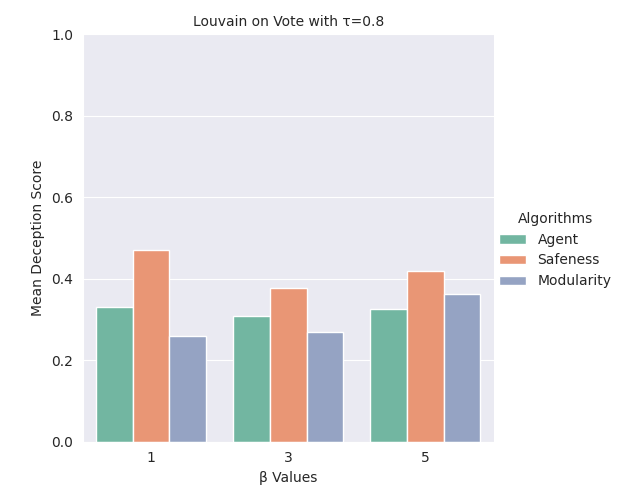 Louvain on Vote with τ=0.8
1.0
0.8
0.6
0.4
0.2
0.0
Mean Deception Score
1
3
5
β Values
Algorithms
Agent
Safeness
Modularity